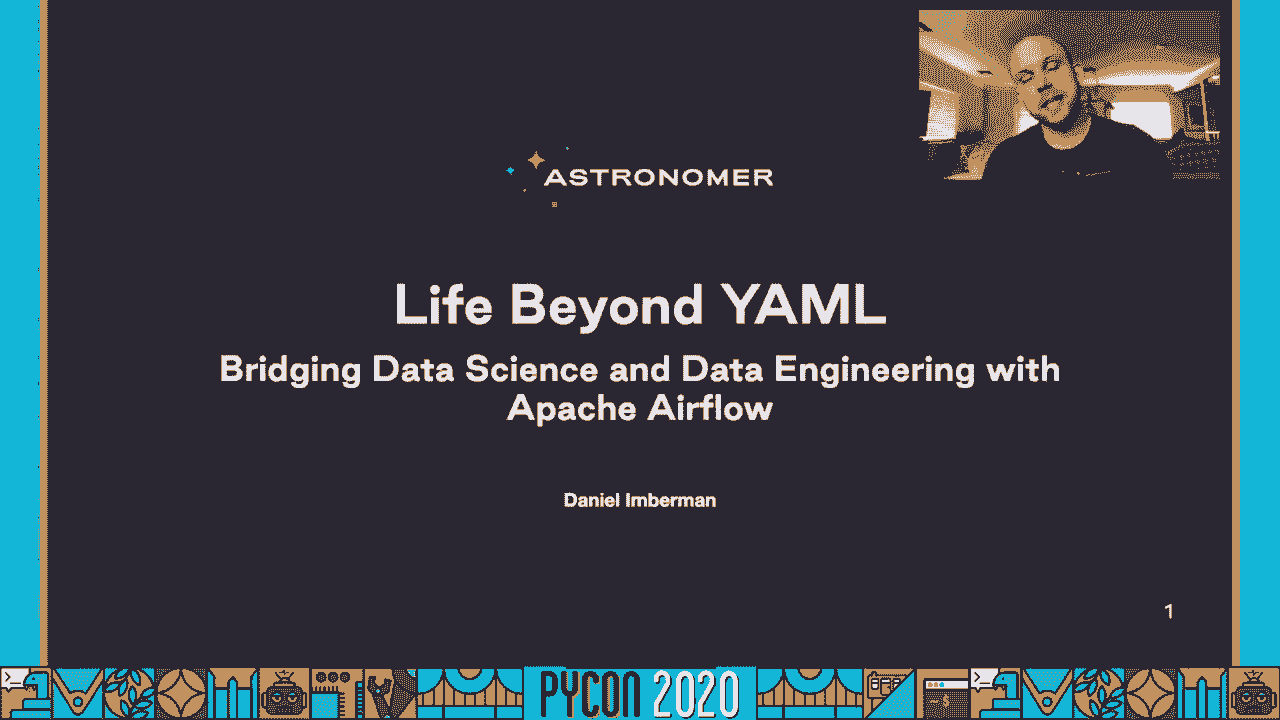 ASTRONOMER
Life Beyond YAML
Bridging Data Science and Data Engineering with
Apache Airflow
Daniel Imberman
1
PYCON 2020